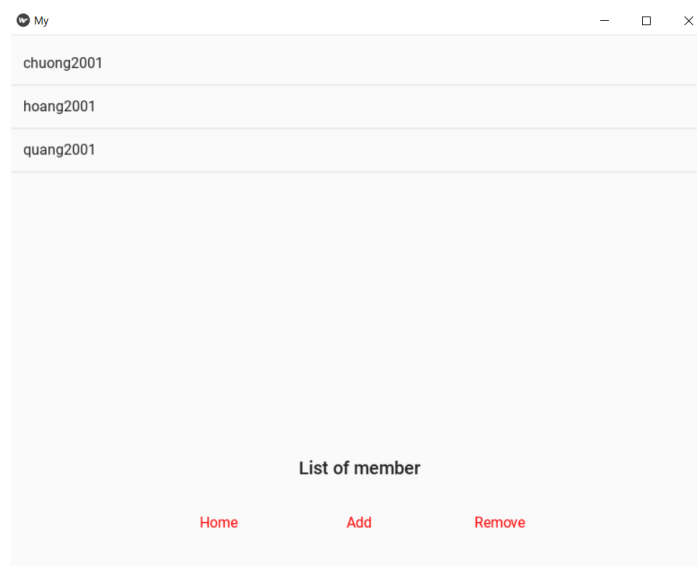 My
chuong2001
hoang2001
quang2001
List of member
Home Add Remove